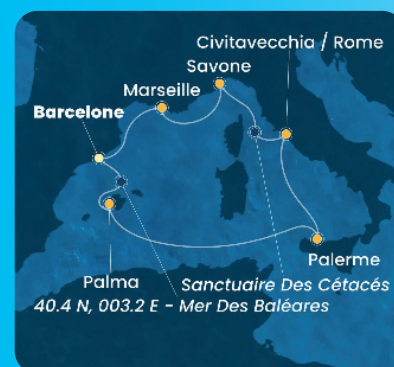 Civitavecchia / Rome
Savone
Marseille
Barcelone
Palerme
Palma
Sanctuaire Des Cétacés
40.4 N, 003.2 E - Mer Des Baléares